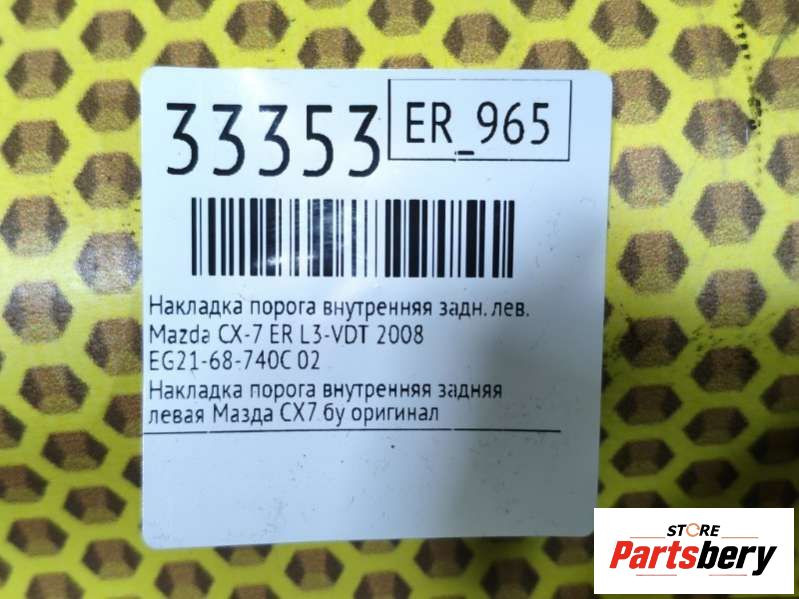 33353
ER_965
Накладка порога внутренняя задн. лев.
Mazda CX-7 ER L3-VDT 2008
EG21-68-740C 02
Накладка порога внутренняя задняя
левая Мазда СХ7 бу оригинал
STORE
Partsbery